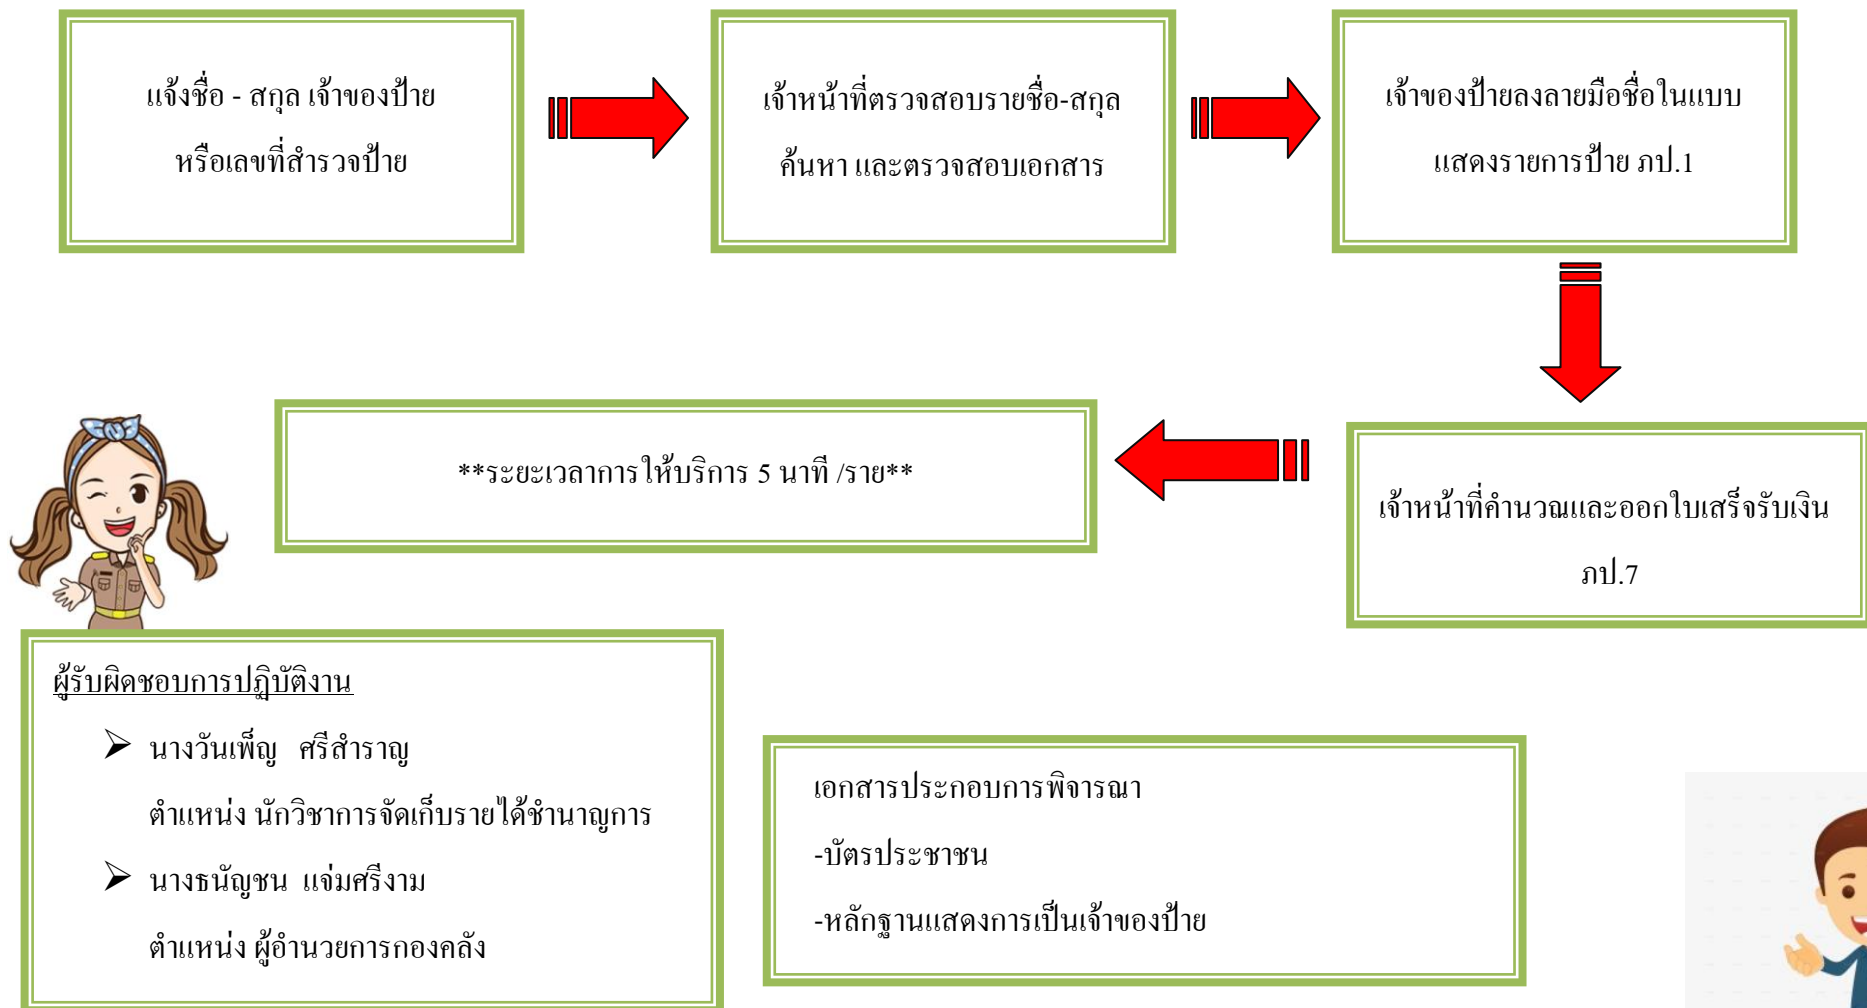 แจ้งชื่อ - สกุล เจ้าของป้าย
หรือเลขที่สำรวจป้าย
เจ้าหน้าที่ตรวจสอบรายชื่อ-สกุล
ค้นหา และตรวจสอบเอกสาร
เจ้าของป้ายลงลายมือชื่อในแบบ
แสดงรายการป้าย ภป.1
เจ้าหน้าที่คำนวณและออกใบเสร็จรับเงิน
ภป.7
**ระยะเวลาการให้บริการ 5 นาที /ราย**
ผู้รับผิดชอบการปฏิบัติงาน
➢ นางวันเพ็ญ ศรีสำราญ
ตำแหน่ง นักวิชาการจัดเก็บรายได้ชำนาญการ
➢ นางธนัญชน แจ่มศรีงาม
ตำแหน่ง ผู้อำนวยการกองคลัง
เอกสารประกอบการพิจารณา
-บัตรประชาชน
-หลักฐานแสดงการเป็นเจ้าของป้าย